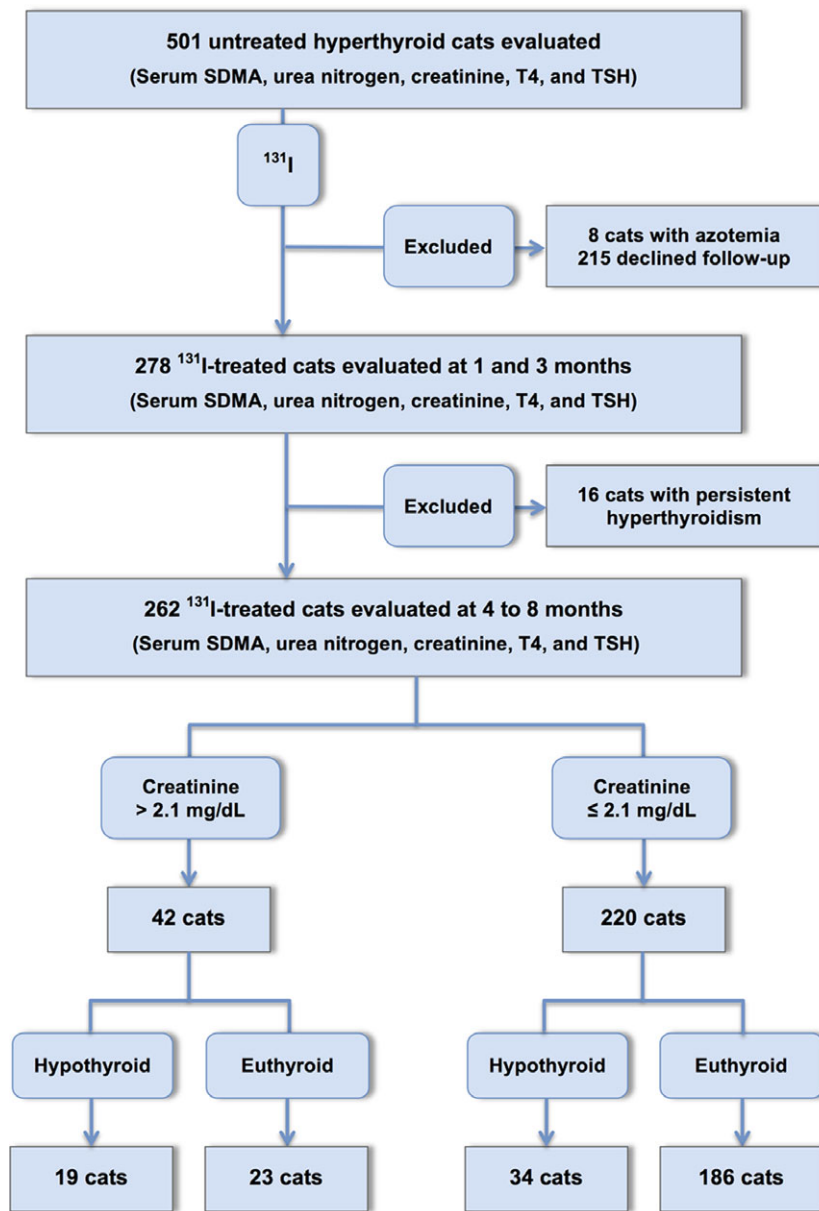 501 untreated hyperthyroid cats evaluated
(Serum SDMA, urea nitrogen, creatinine, T4, and TSH)
¹³¹I
Excluded
8 cats with azotemia
215 declined follow-up
278 ¹³¹I-treated cats evaluated at 1 and 3 months
(Serum SDMA, urea nitrogen, creatinine, T4, and TSH)
Excluded
16 cats with persistent
hyperthyroidism
262 ¹³¹I-treated cats evaluated at 4 to 8 months
(Serum SDMA, urea nitrogen, creatinine, T4, and TSH)
Creatinine
> 2.1 mg/dL
Creatinine
≤ 2.1 mg/dL
42 cats
220 cats
Hypothyroid
Euthyroid
Hypothyroid
Euthyroid
19 cats
23 cats
34 cats
186 cats